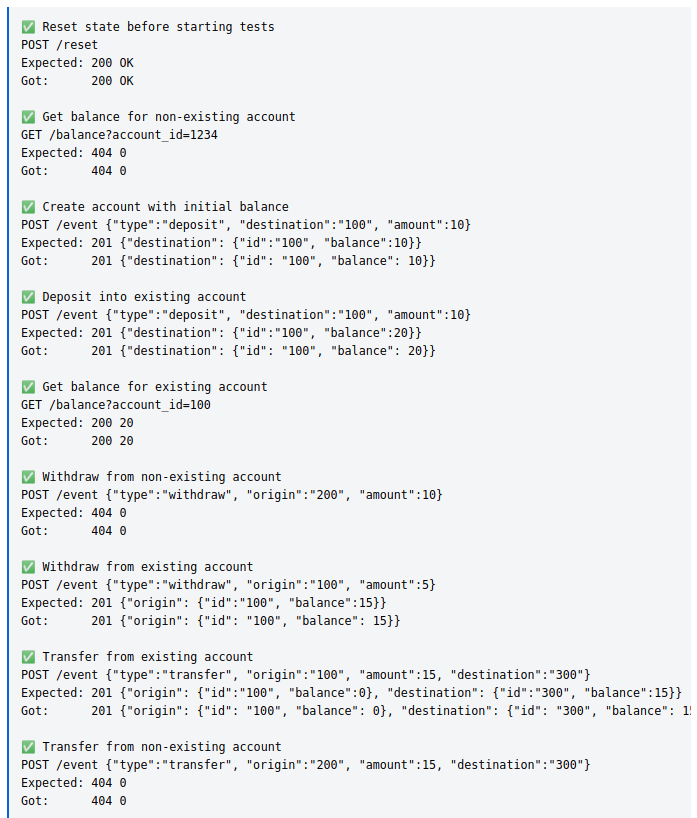 ✅ Reset state before starting tests
POST /reset
Expected: 200 OK
Got:      200 OK

✅ Get balance for non-existing account
GET /balance?account_id=1234
Expected: 404 0
Got:      404 0

✅ Create account with initial balance
POST /event {"type":"deposit", "destination":"100", "amount":10}
Expected: 201 {"destination": {"id":"100", "balance":10}}
Got:      201 {"destination": {"id": "100", "balance": 10}}

✅ Deposit into existing account
POST /event {"type":"deposit", "destination":"100", "amount":10}
Expected: 201 {"destination": {"id":"100", "balance":20}}
Got:      201 {"destination": {"id": "100", "balance": 20}}

✅ Get balance for existing account
GET /balance?account_id=100
Expected: 200 20
Got:      200 20

✅ Withdraw from non-existing account
POST /event {"type":"withdraw", "origin":"200", "amount":10}
Expected: 404 0
Got:      404 0

✅ Withdraw from existing account
POST /event {"type":"withdraw", "origin":"100", "amount":5}
Expected: 201 {"origin": {"id":"100", "balance":15}}
Got:      201 {"origin": {"id": "100", "balance": 15}}

✅ Transfer from existing account
POST /event {"type":"transfer", "origin":"100", "amount":15, "destination":"300"}
Expected: 201 {"origin": {"id":"100", "balance":0}, "destination": {"id":"300", "balance":15}}
Got:      201 {"origin": {"id": "100", "balance": 0}, "destination": {"id": "300", "balance": 15

✅ Transfer from non-existing account
POST /event {"type":"transfer", "origin":"200", "amount":15, "destination":"300"}
Expected: 404 0
Got:      404 0